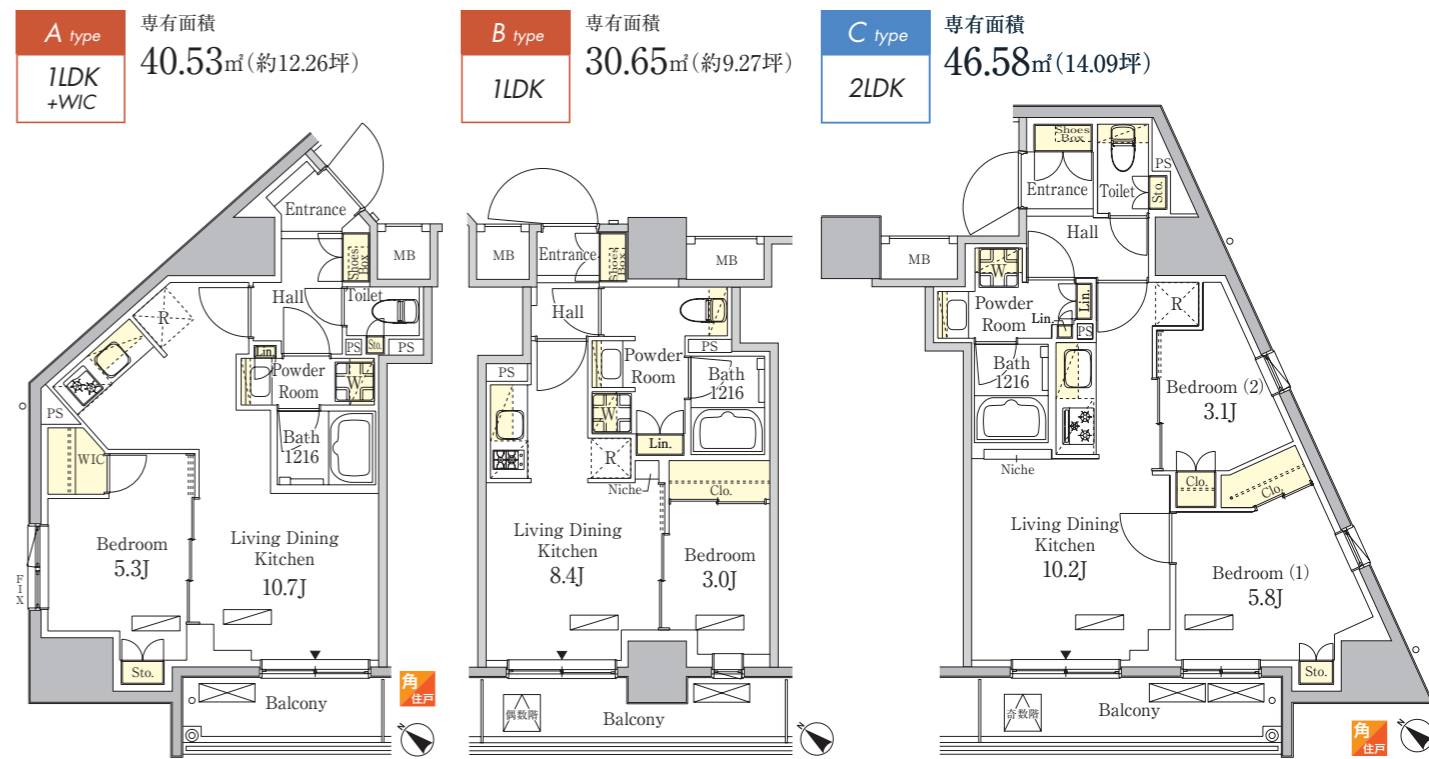 A type
1LDK
+WIC
専有面積
40.53㎡(約12.26坪)
Entrance
Shoes
Box
MB
Hall
Toilet
R
PS
Sto.
PS
Lin.
Powder
Room
W
PS
WIC
Bath
1216
Bedroom
5.3J
Living Dining
Kitchen
10.7J
FIX
Sto.
Balcony
角
住戸
N
B type
1LDK
専有面積
30.65㎡(約9.27坪)
MB
Entrance
Shoes
Box
MB
Hall
PS
PS
Powder
Room
Bath
1216
W
Lin.
R
Niche
Clo.
Living Dining
Kitchen
8.4J
Bedroom
3.0J
偶数階
Balcony
N
C type
2LDK
専有面積
46.58㎡(14.09坪)
Shoes
Box
PS
Entrance
Toilet
Sto.
Hall
MB
W
Powder
Room
Lin.
Lin.
PS
R
Bath
1216
Bedroom (2)
3.1J
Niche
Clo.
Clo.
Living Dining
Kitchen
10.2J
Bedroom (1)
5.8J
Sto.
奇数階
Balcony
角
住戸
N